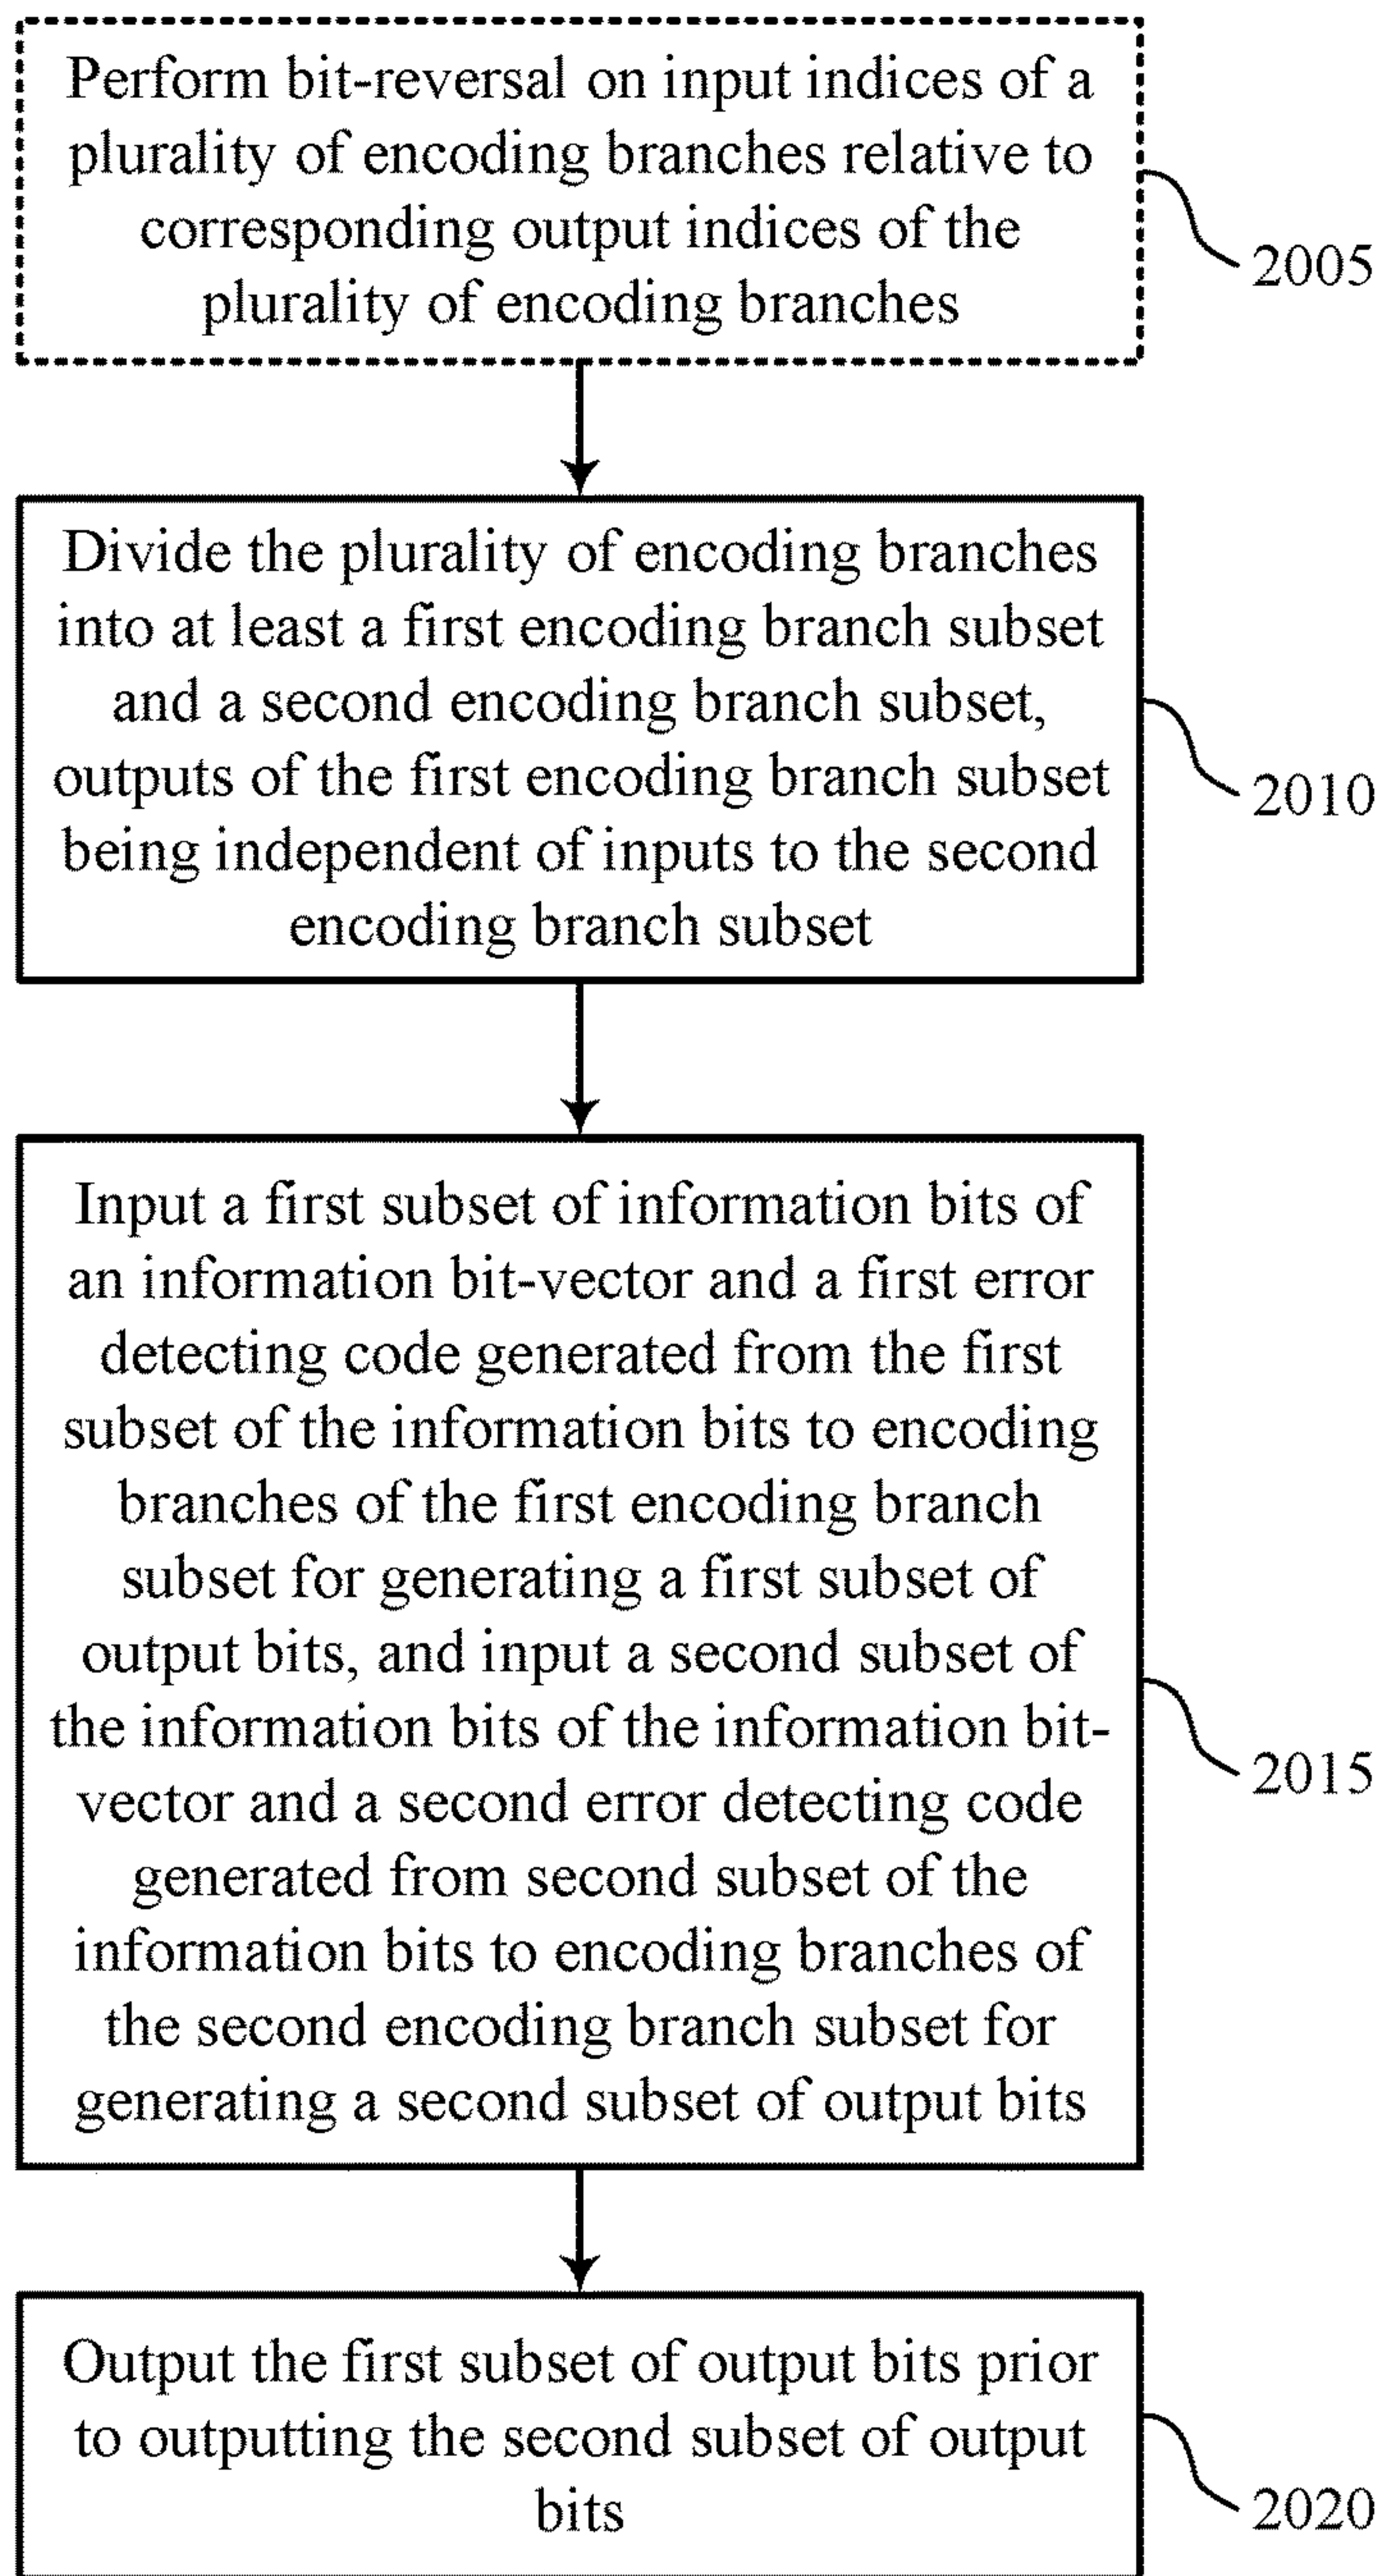 Perform bit-reversal on input indices of a
plurality of encoding branches relative to
corresponding output indices of the
plurality of encoding branches
2005
Divide the plurality of encoding branches
into at least a first encoding branch subset
and a second encoding branch subset,
outputs of the first encoding branch subset
being independent of inputs to the second
encoding branch subset
2010
Input a first subset of information bits of
an information bit-vector and a first error
detecting code generated from the first
subset of the information bits to encoding
branches of the first encoding branch
subset for generating a first subset of
output bits, and input a second subset of
the information bits of the information bit-
vector and a second error detecting code
generated from second subset of the
information bits to encoding branches of
the second encoding branch subset for
generating a second subset of output bits
2015
Output the first subset of output bits prior
to outputting the second subset of output
bits
2020